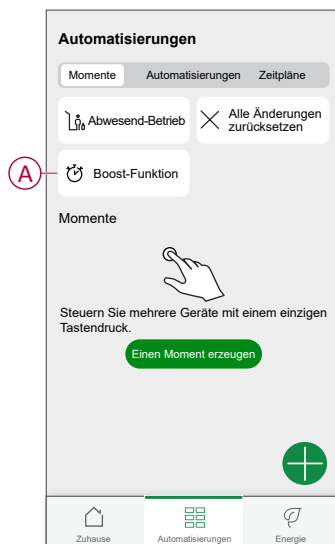 Automatisierungen
Momente Automatisierungen Zeitpläne
Abwesend-Betrieb
Alle Änderungen
zurücksetzen
A
Boost-Funktion
Momente
Steuern Sie mehrere Geräte mit einem einzigen
Tastendruck.
Einen Moment erzeugen
Zuhause Automatisierungen Energie